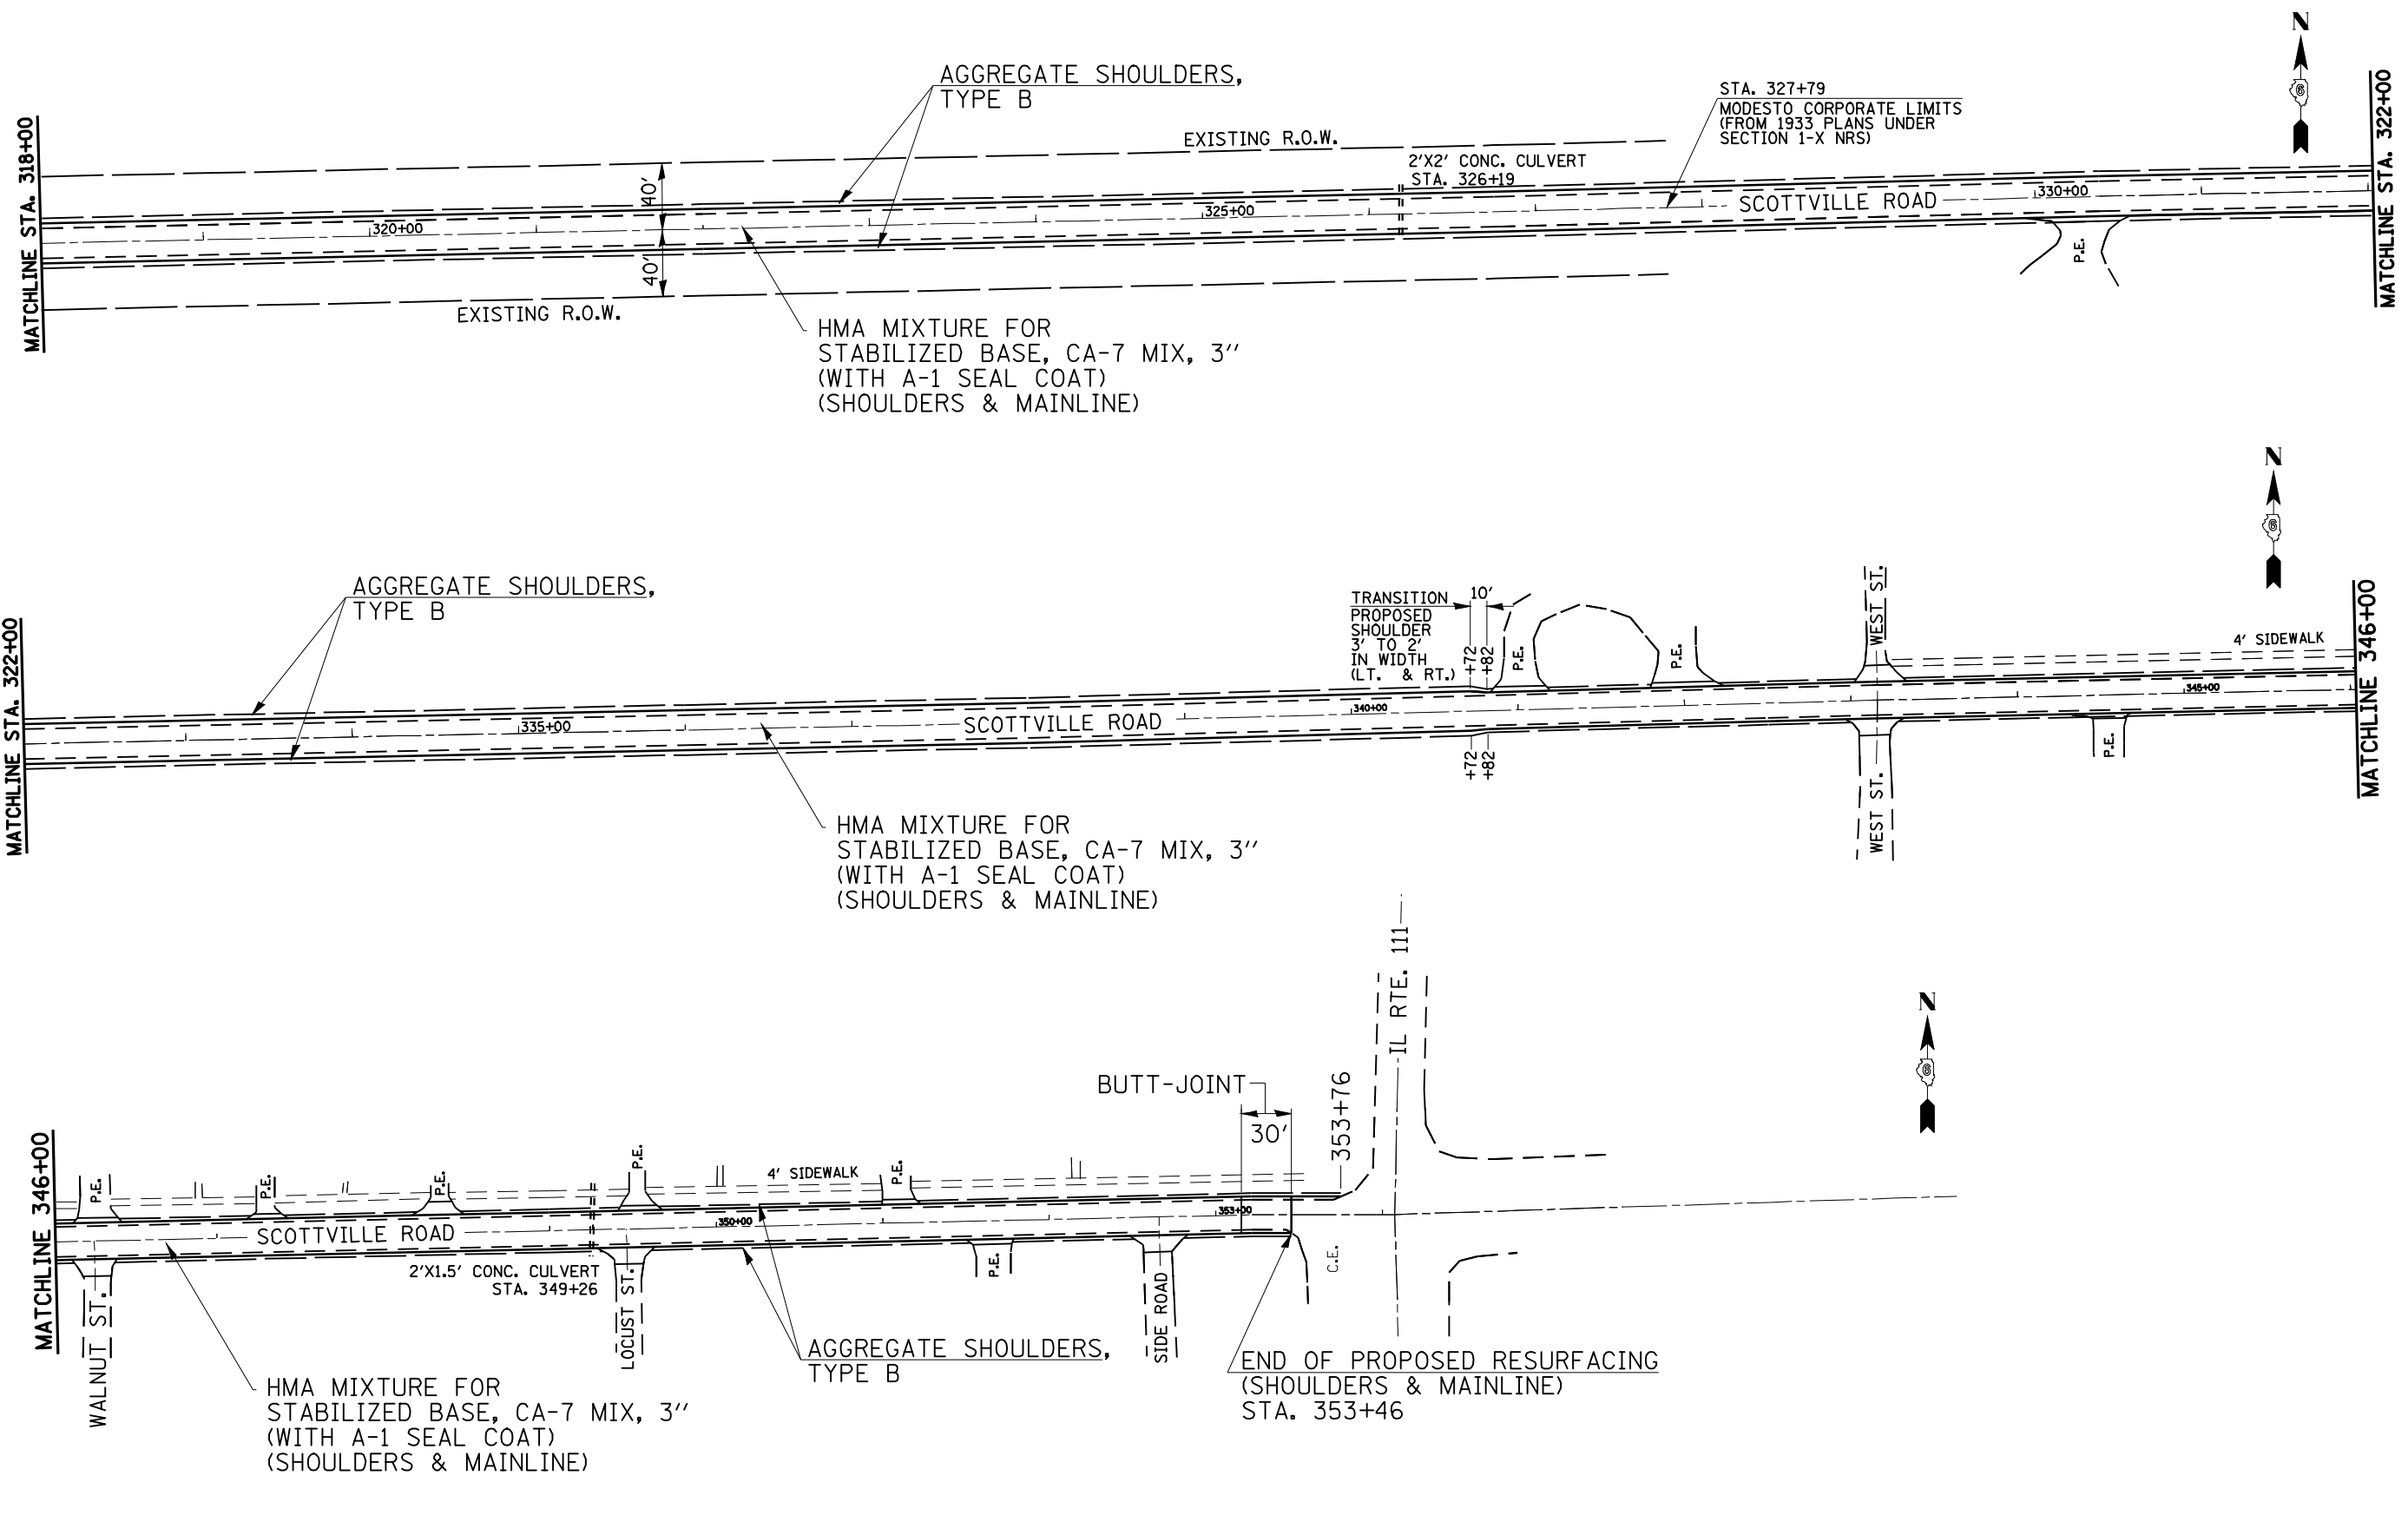 N
6
AGGREGATE SHOULDERS,
TYPE B
STA. 327+79
MODESTO CORPORATE LIMITS
(FROM 1933 PLANS UNDER
SECTION 1-X NRS)
MATCHLINE STA. 318+00
EXISTING R.O.W.
2'X2' CONC. CULVERT
STA. 326+19
MATCHLINE STA. 322+00
40'
40'
320+00
325+00
SCOTTVILLE ROAD
330+00
P.E.
EXISTING R.O.W.
HMA MIXTURE FOR
STABILIZED BASE, CA-7 MIX, 3"
(WITH A-1 SEAL COAT)
(SHOULDERS & MAINLINE)
N
6
AGGREGATE SHOULDERS,
TYPE B
TRANSITION
10'
PROPOSED
SHOULDER
3' TO 2'
IN WIDTH
(LT. & RT.)
+72
+82
P.E.
P.E.
WEST ST.
4' SIDEWALK
MATCHLINE 346+00
MATCHLINE STA. 322+00
335+00
SCOTTVILLE ROAD
340+00
345+00
+72
+82
WEST ST.
P.E.
HMA MIXTURE FOR
STABILIZED BASE, CA-7 MIX, 3"
(WITH A-1 SEAL COAT)
(SHOULDERS & MAINLINE)
IL RTE. 111
N
6
BUTT-JOINT
30'
353+76
MATCHLINE 346+00
P.E.
P.E.
P.E.
P.E.
4' SIDEWALK
P.E.
SCOTTVILLE ROAD
350+00
353+00
2'X1.5' CONC. CULVERT
STA. 349+26
P.E.
C.E.
WALNUT ST.
LOCUST ST.
SIDE ROAD
AGGREGATE SHOULDERS,
TYPE B
END OF PROPOSED RESURFACING
(SHOULDERS & MAINLINE)
STA. 353+46
HMA MIXTURE FOR
STABILIZED BASE, CA-7 MIX, 3"
(WITH A-1 SEAL COAT)
(SHOULDERS & MAINLINE)